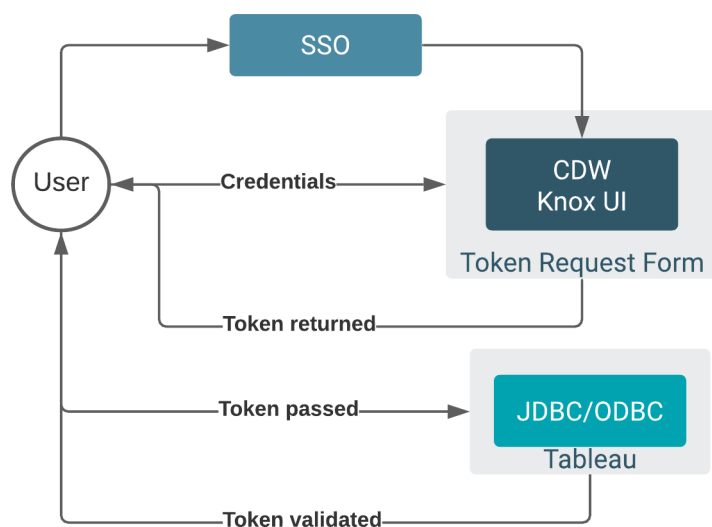 SSO
User
Credentials
CDW
Knox UI
Token Request Form
Token returned
Token passed
JDBC/ODBC
Tableau
Token validated